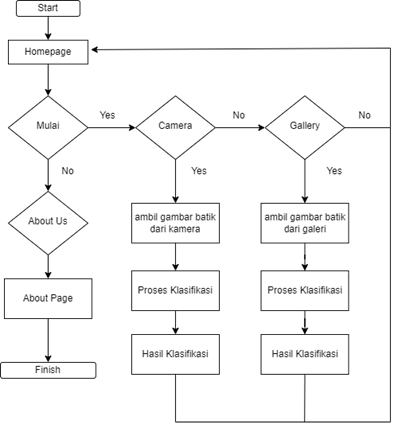 Start
Homepage
Mulai
Yes
Camera
No
Gallery
No
No
Yes
Yes
About Us
ambil gambar batik
dari kamera
ambil gambar batik
dari galeri
About Page
Proses Klasifikasi
Proses Klasifikasi
Hasil Klasifikasi
Hasil Klasifikasi
Finish